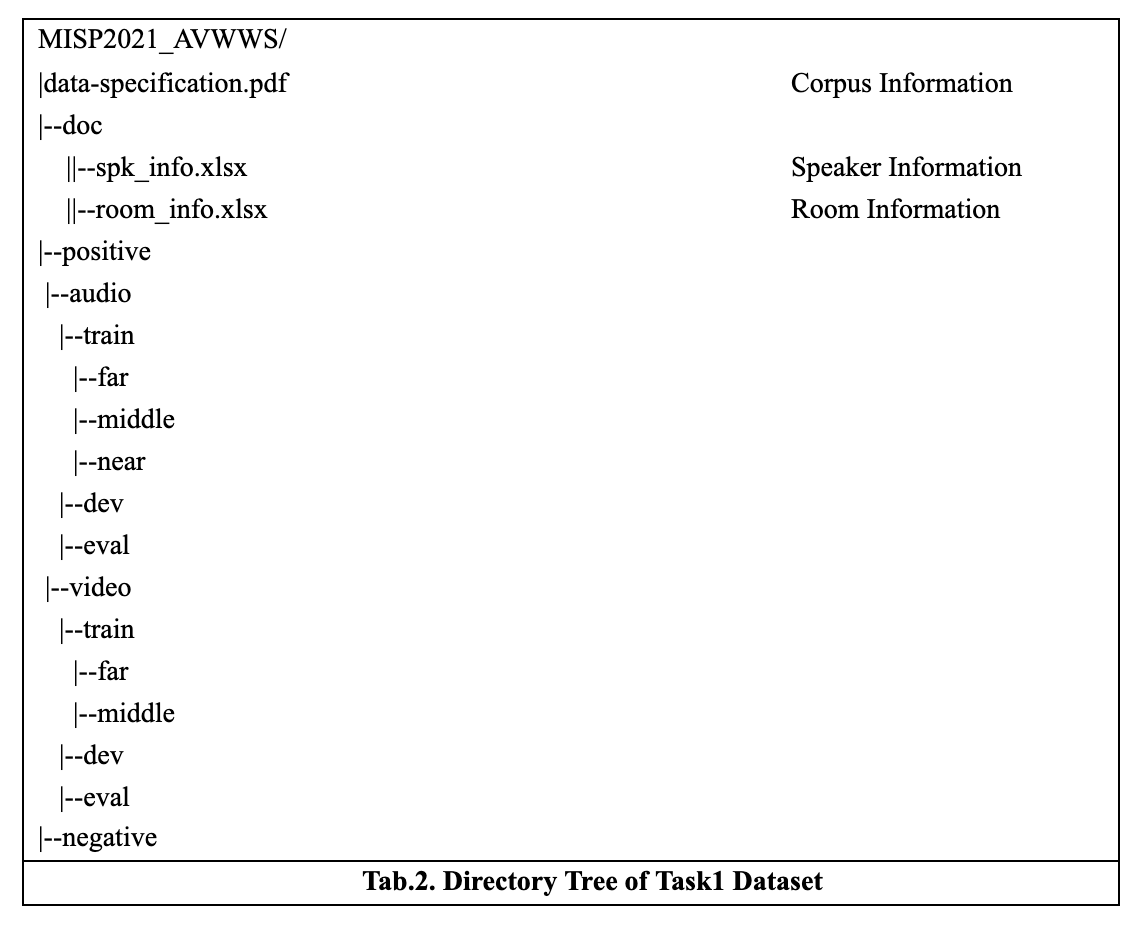 MISP2021_AVWWS/
|data-specification.pdf Corpus Information
|--doc
||--spk_info.xlsx Speaker Information
||--room_info.xlsx Room Information
|--positive
|--audio
|--train
|--far
|--middle
|--near
|--dev
|--eval
|--video
|--train
|--far
|--middle
|--dev
|--eval
|--negative
Tab.2. Directory Tree of Task1 Dataset